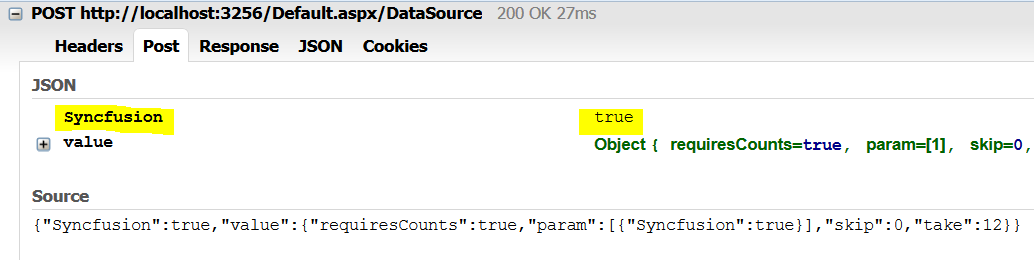 POST http://localhost:3256/Default.aspx/DataSource 200 OK 27ms
Headers Post Response JSON Cookies
JSON
Syncfusion true
value Object { requiresCounts=true, param=[1], skip=0,
Source
{"Syncfusion":true,"value":{"requiresCounts":true,"param":[{"Syncfusion":true}],"skip":0,"take":12}}